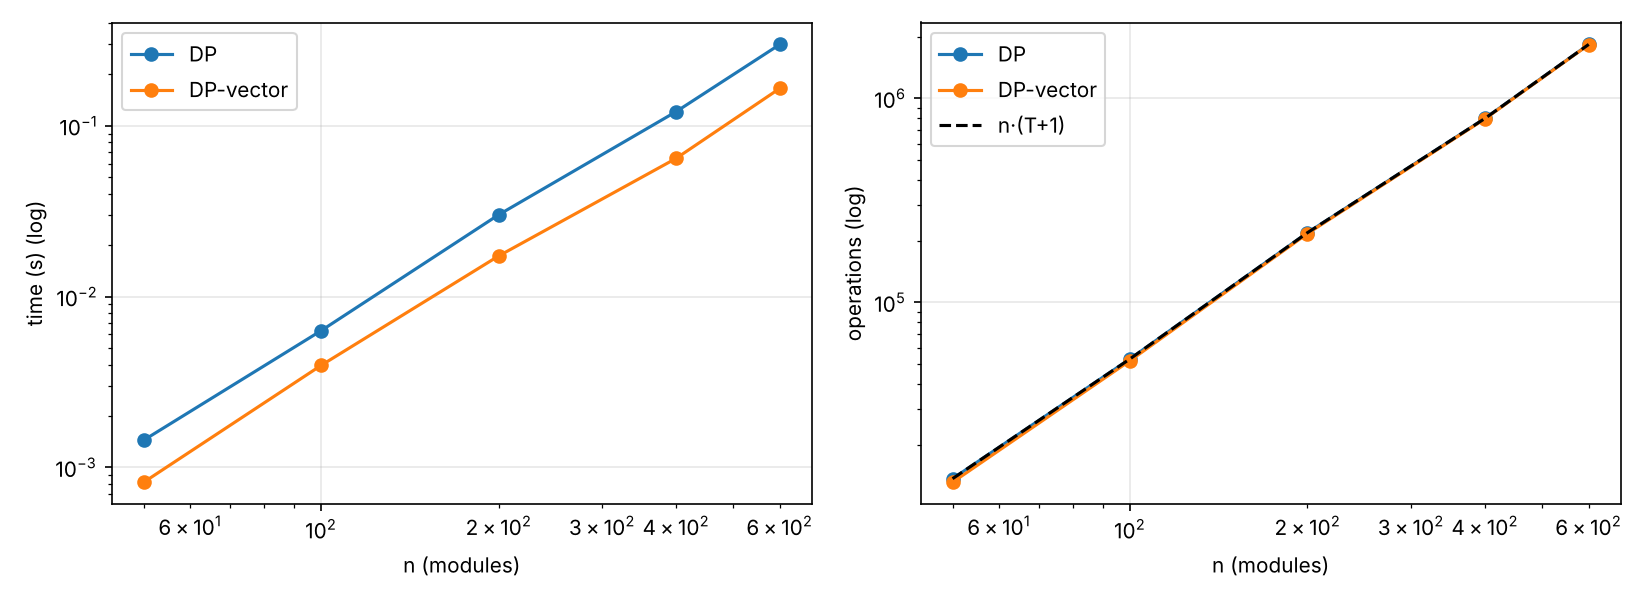 DP
DP-vector
time (s) (log)
10⁻¹
10⁻²
10⁻³
6 × 10¹
10²
2 × 10²
3 × 10²
4 × 10²
6 × 10²
n (modules)
DP
DP-vector
n·(T+1)
operations (log)
10⁶
10⁵
6 × 10¹
10²
2 × 10²
3 × 10²
4 × 10²
6 × 10²
n (modules)